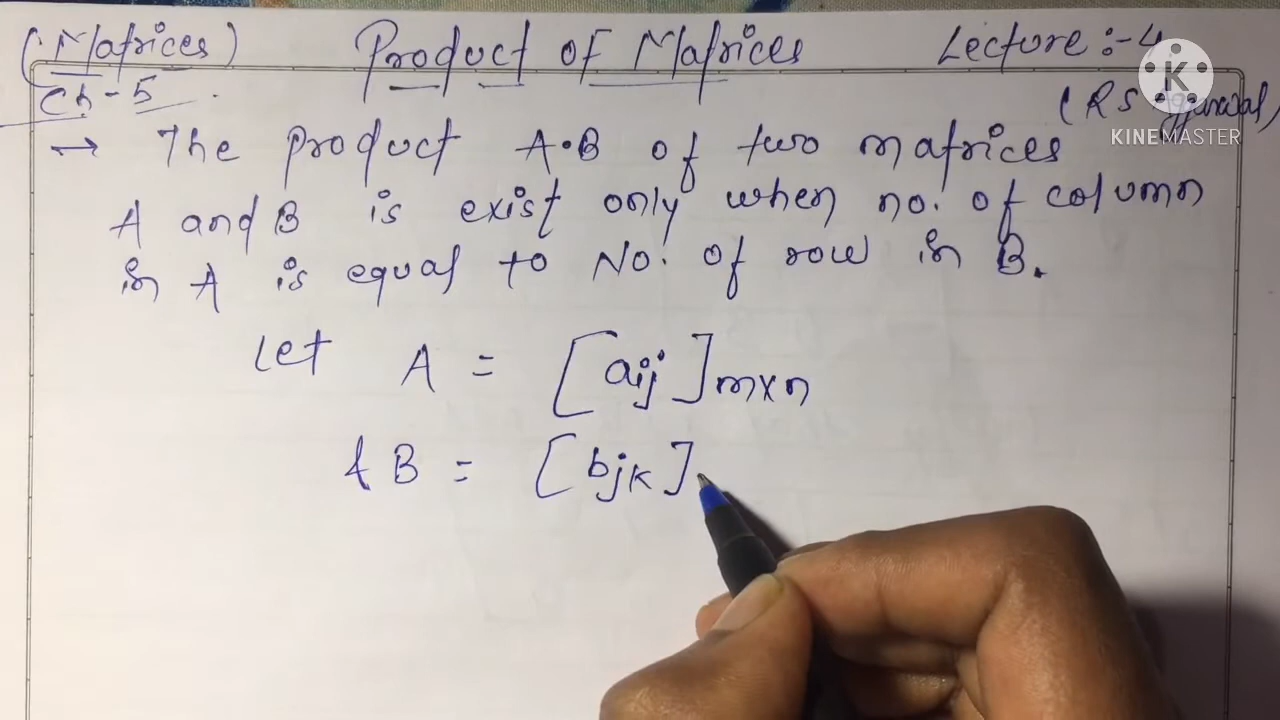 (Matrices) Product of Matrices Lecture :- 4
Ch - 5
(RS ggarwal)
KINEMASTER
→ The product A·B of two matrices
A and B is exist only when no. of column
in A is equal to No. of row in B.
Let A = [aij]m×n
& B = [bjk]